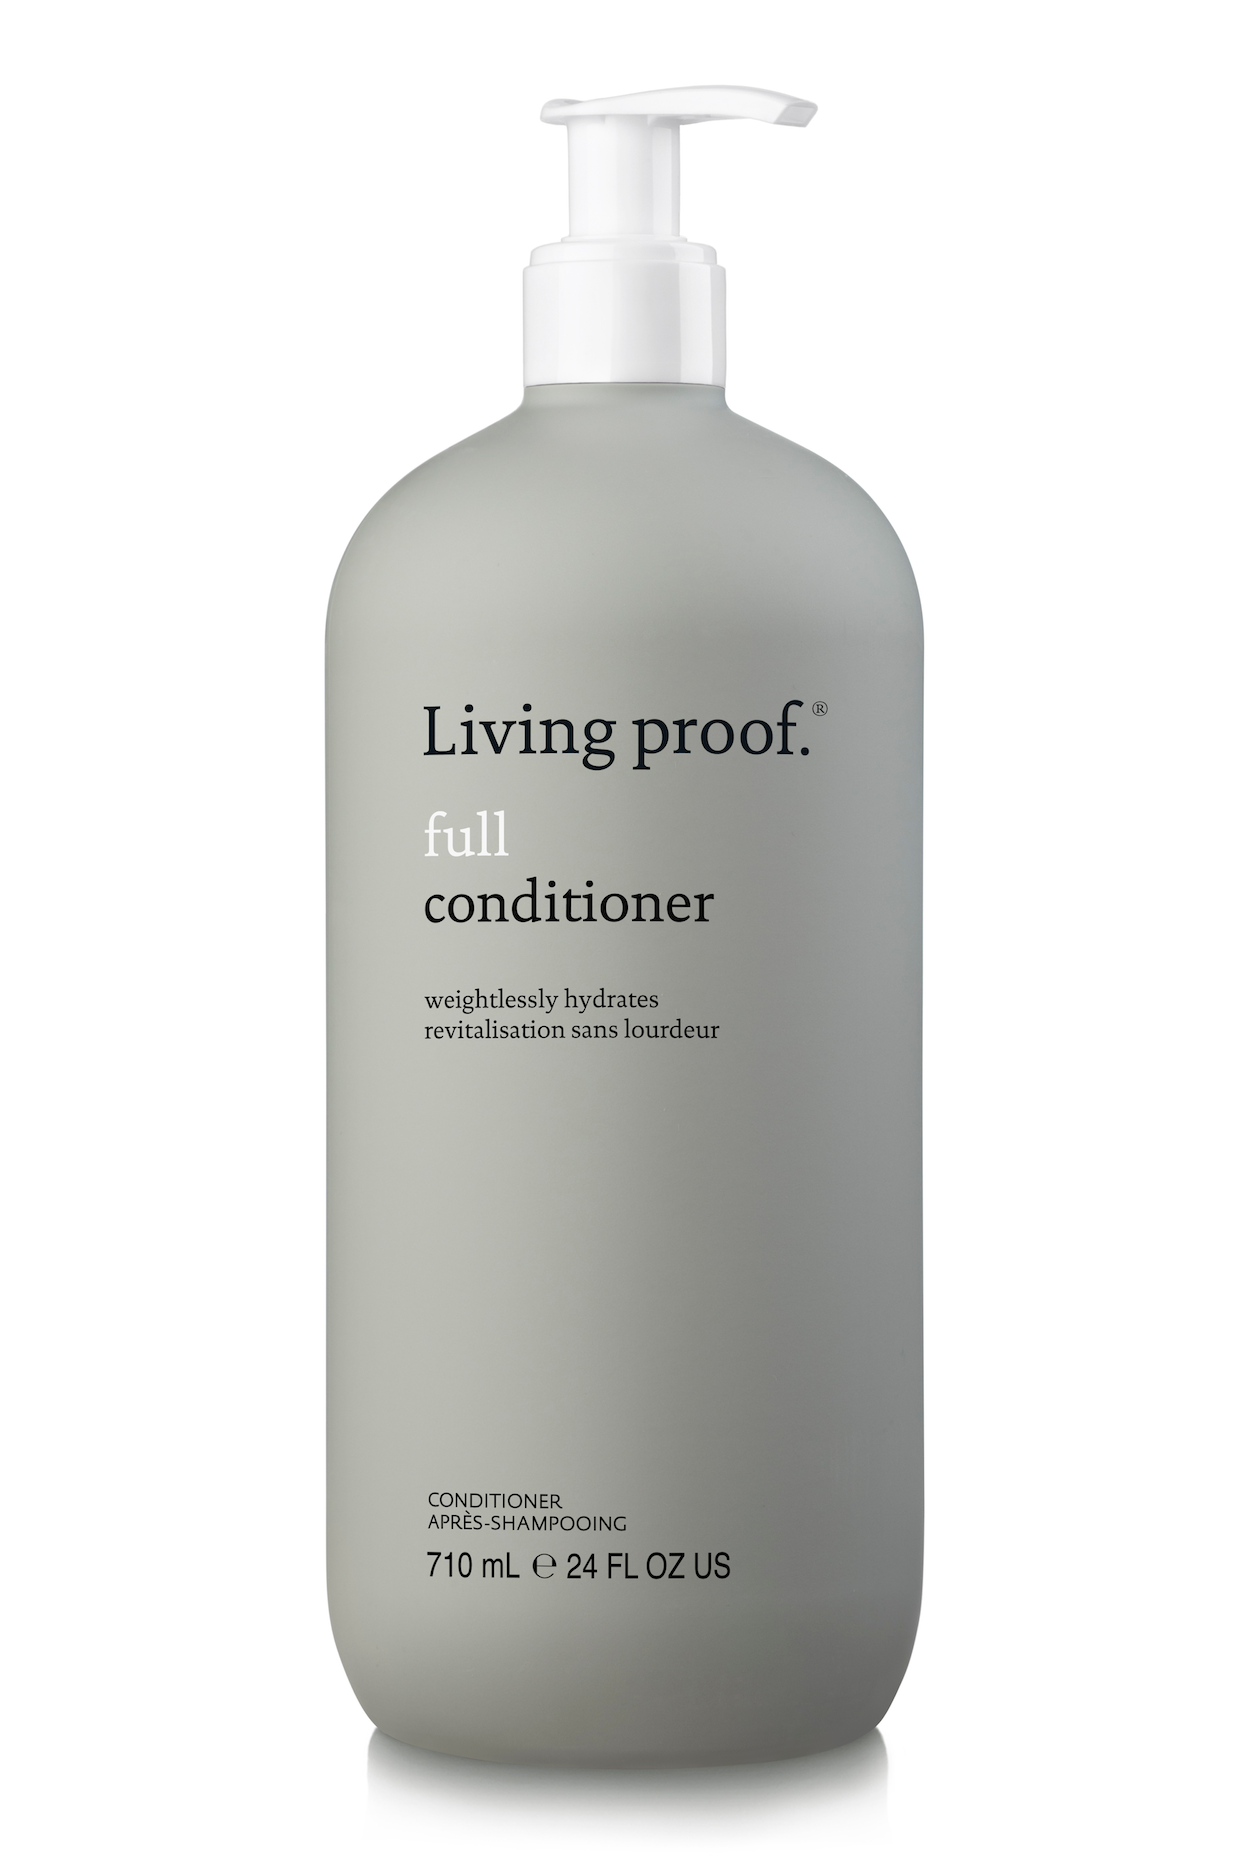 Living proof.®
full
conditioner
weightlessly hydrates
revitalisation sans lourdeur
CONDITIONER
APRÈS-SHAMPOOING
710 mL ℮ 24 FL OZ US